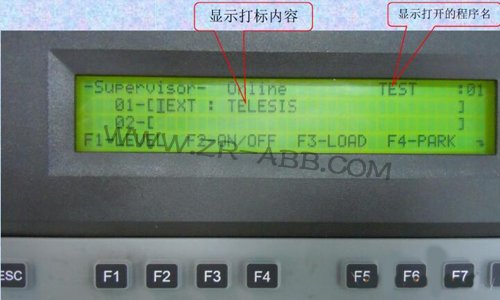 显示打标内容
显示打开的程序名
-Supervisor- Online TEST :01
01-[TEXT : TELESIS ]
02-[ ]
F1-LEVEL F2-AN/OFF F3-LOAD F4-PARK
WWW.ZR-ABB.COM
ESC F1 F2 F3 F4 F5 F6 F7